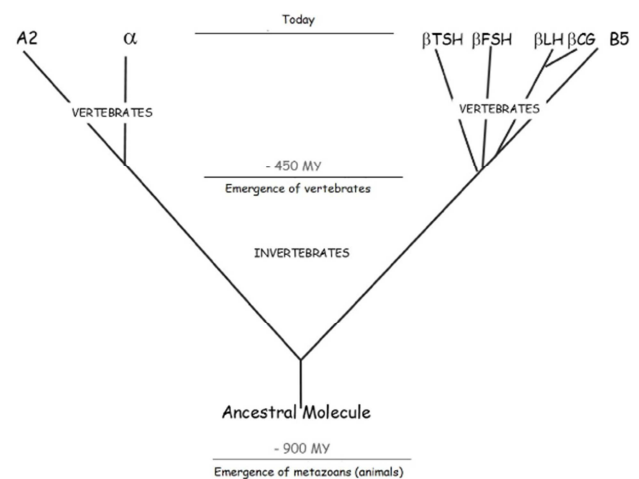 Today
A2
α
βTSH
βFSH
βLH
βCG
B5
VERTEBRATES
VERTEBRATES
- 450 MY
Emergence of vertebrates
INVERTEBRATES
Ancestral Molecule
- 900 MY
Emergence of metazoans (animals)